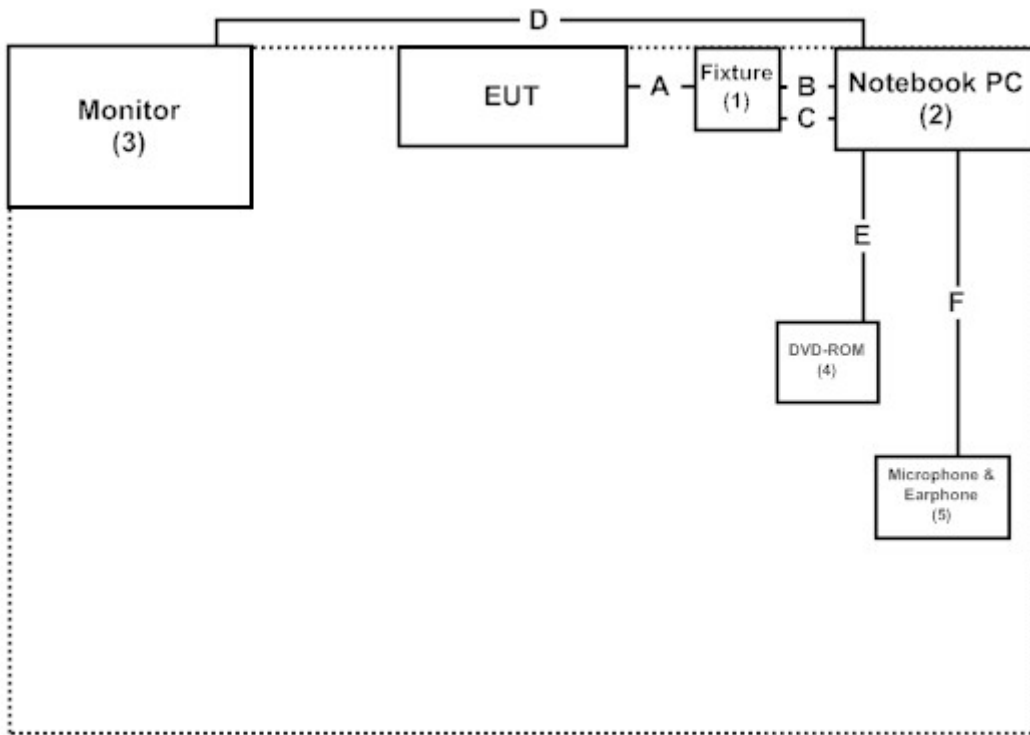 D
Monitor
(3)
EUT
A
Fixture
(1)
B
C
Notebook PC
(2)
E
F
DVD-ROM
(4)
Microphone &
Earphone
(5)